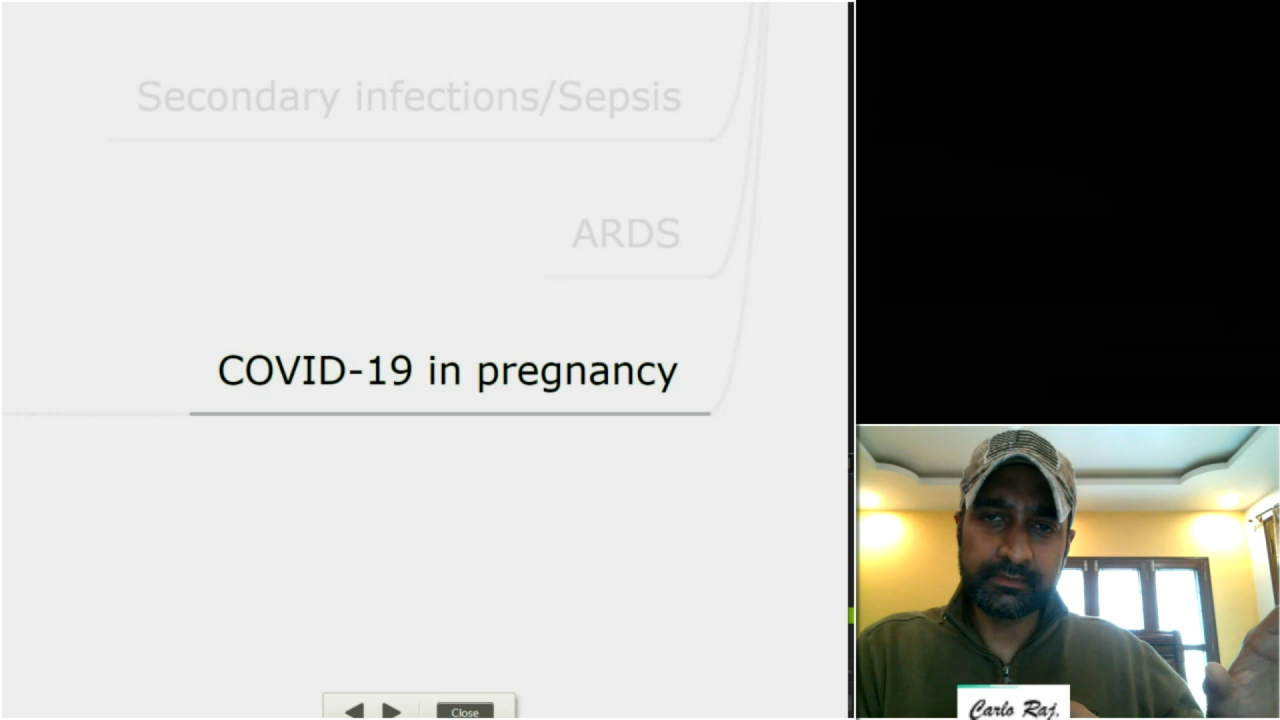 Secondary infections/Sepsis
ARDS
COVID-19 in pregnancy
Close
Carlo Raj.